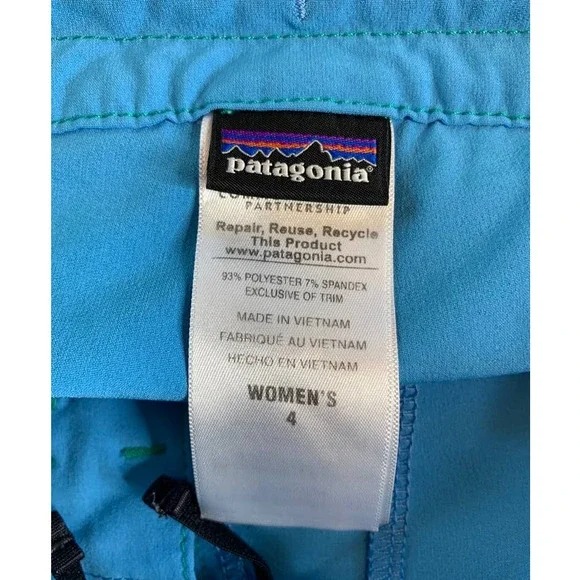 patagonia®
PARTNERSHIP
Repair, Reuse, Recycle
This Product
www.patagonia.com
93% POLYESTER 7% SPANDEX
EXCLUSIVE OF TRIM
MADE IN VIETNAM
FABRIQUÉ AU VIETNAM
HECHO EN VIETNAM
WOMEN'S
4